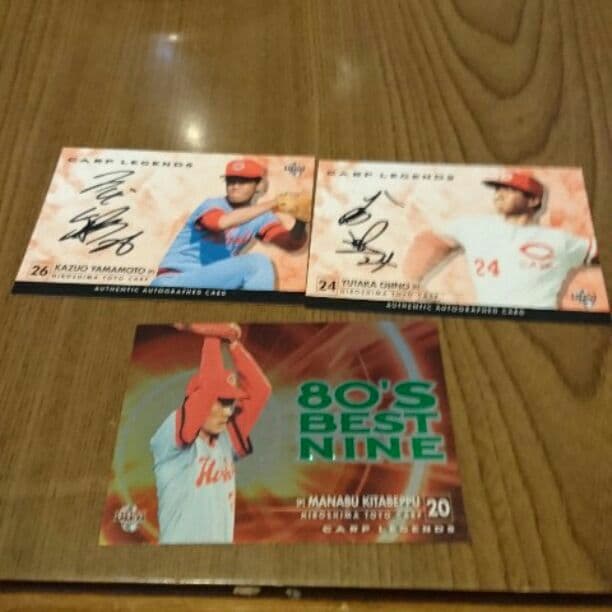 CARP LEGENDS
26 KAZUO YAMAMOTO [P]
HIROSHIMA TOYO CARP
AUTHENTIC AUTOGRAPHED CARD
CARP LEGENDS
24
24 YUTAKA OHNO [P]
HIROSHIMA TOYO CARP
AUTHENTIC AUTOGRAPHED CARD
80'S
BEST
NINE
[P] MANABU KITABEPPU 20
HIROSHIMA TOYO CARP
CARP LEGENDS